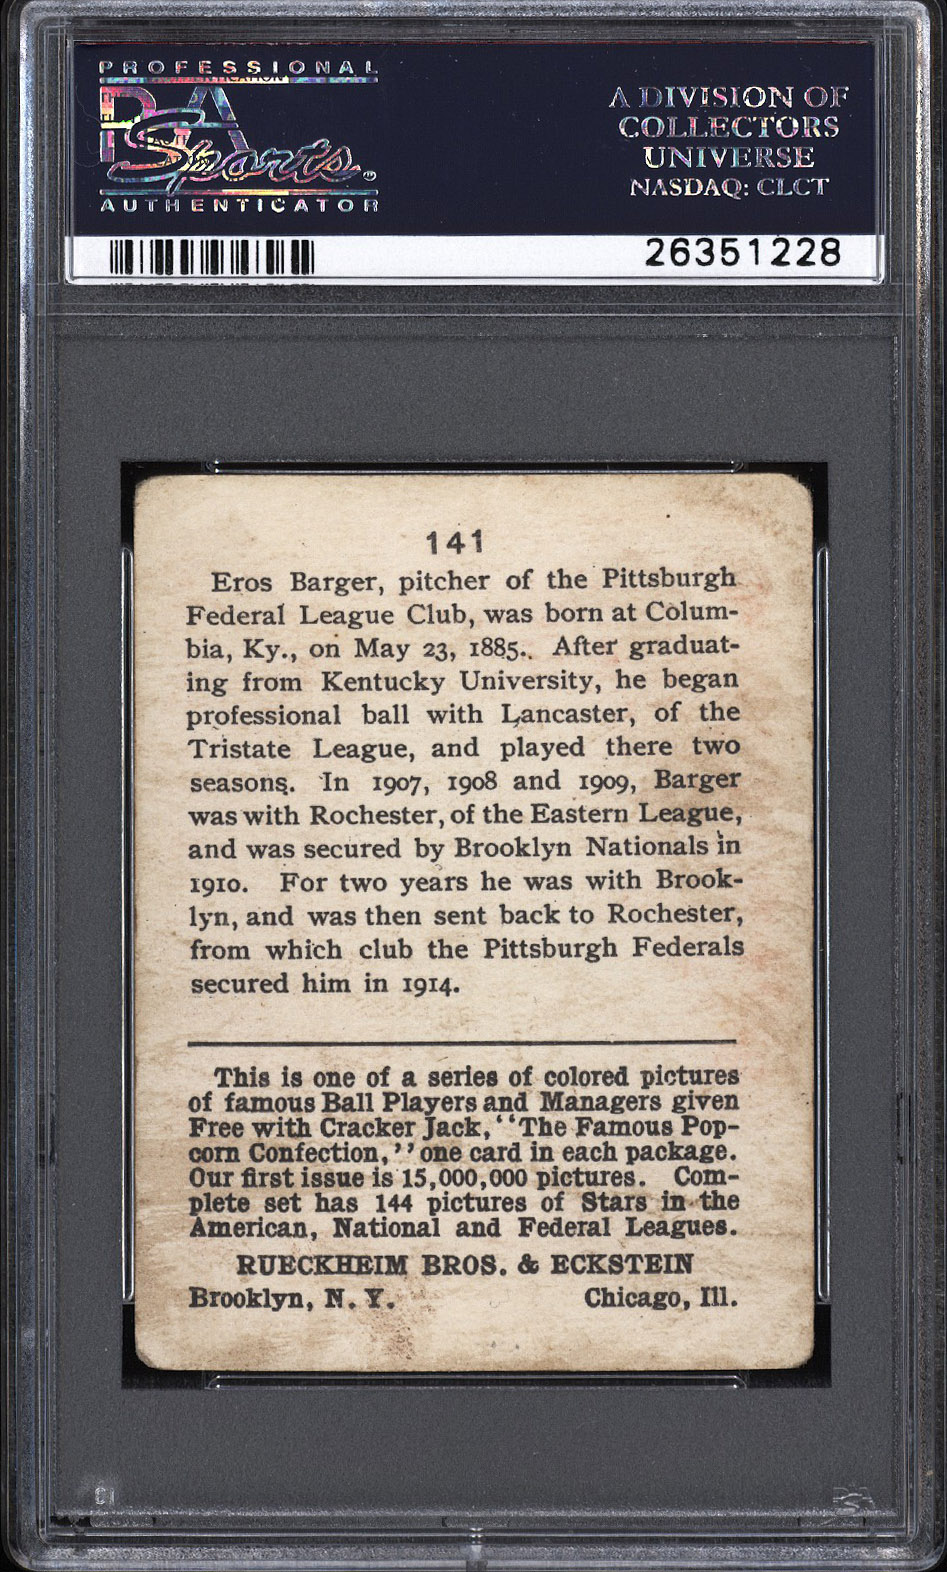 PROFESSIONAL
PSA
Sports®
AUTHENTICATOR
A DIVISION OF
COLLECTORS
UNIVERSE
NASDAQ: CLCT
26351228
141
Eros Barger, pitcher of the Pittsburgh
Federal League Club, was born at Colum-
bia, Ky., on May 23, 1885.. After graduat-
ing from Kentucky University, he began
professional ball with Lancaster, of the
Tristate League, and played there two
seasons. In 1907, 1908 and 1909, Barger
was with Rochester, of the Eastern League,
and was secured by Brooklyn Nationals in
1910. For two years he was with Brook-
lyn, and was then sent back to Rochester,
from which club the Pittsburgh Federals
secured him in 1914.
This is one of a series of colored pictures
of famous Ball Players and Managers given
Free with Cracker Jack, "The Famous Pop-
corn Confection," one card in each package.
Our first issue is 15,000,000 pictures. Com-
plete set has 144 pictures of Stars in the
American, National and Federal Leagues.
RUECKHEIM BROS. & ECKSTEIN
Brooklyn, N. Y. Chicago, Ill.